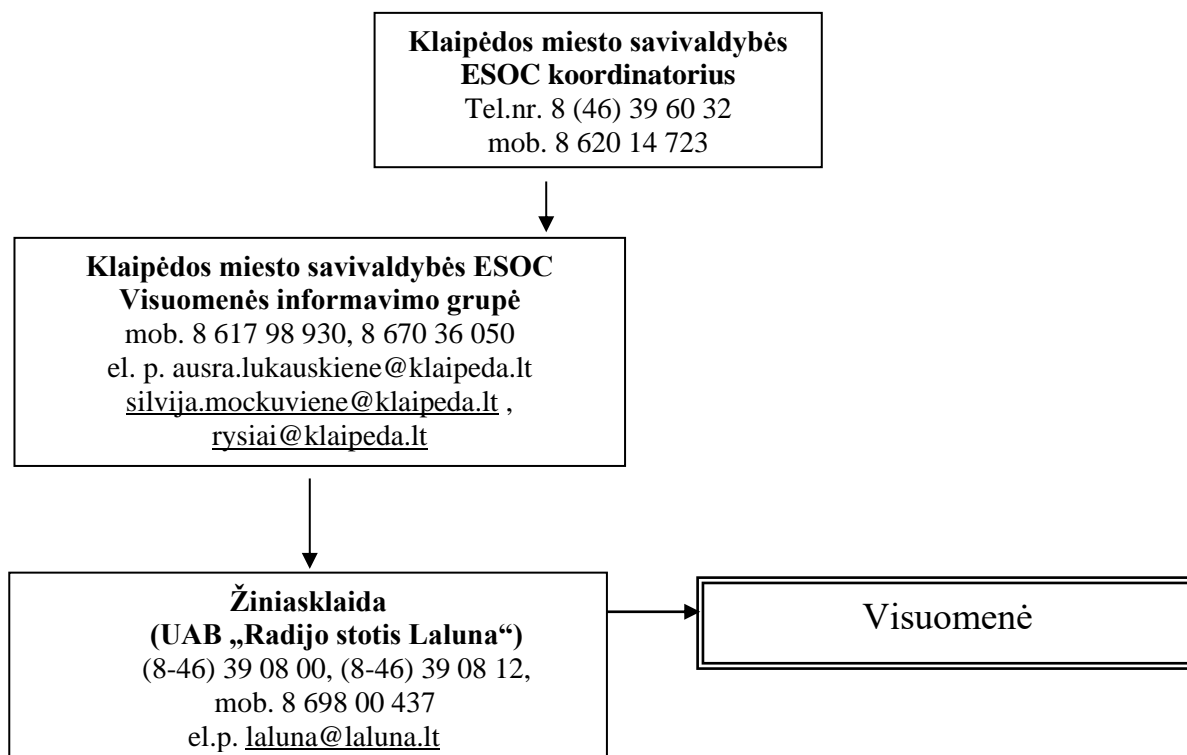 Klaipėdos miesto savivaldybės
ESOC koordinatorius
Tel.nr. 8 (46) 39 60 32
mob. 8 620 14 723
Klaipėdos miesto savivaldybės ESOC
Visuomenės informavimo grupė
mob. 8 617 98 930, 8 670 36 050
el. p. ausra.lukauskiene@klaipeda.lt
silvija.mockuviene@klaipeda.lt ,
rysiai@klaipeda.lt
Žiniasklaida
(UAB „Radijo stotis Laluna“)
(8-46) 39 08 00, (8-46) 39 08 12,
mob. 8 698 00 437
el.p. laluna@laluna.lt
Visuomenė